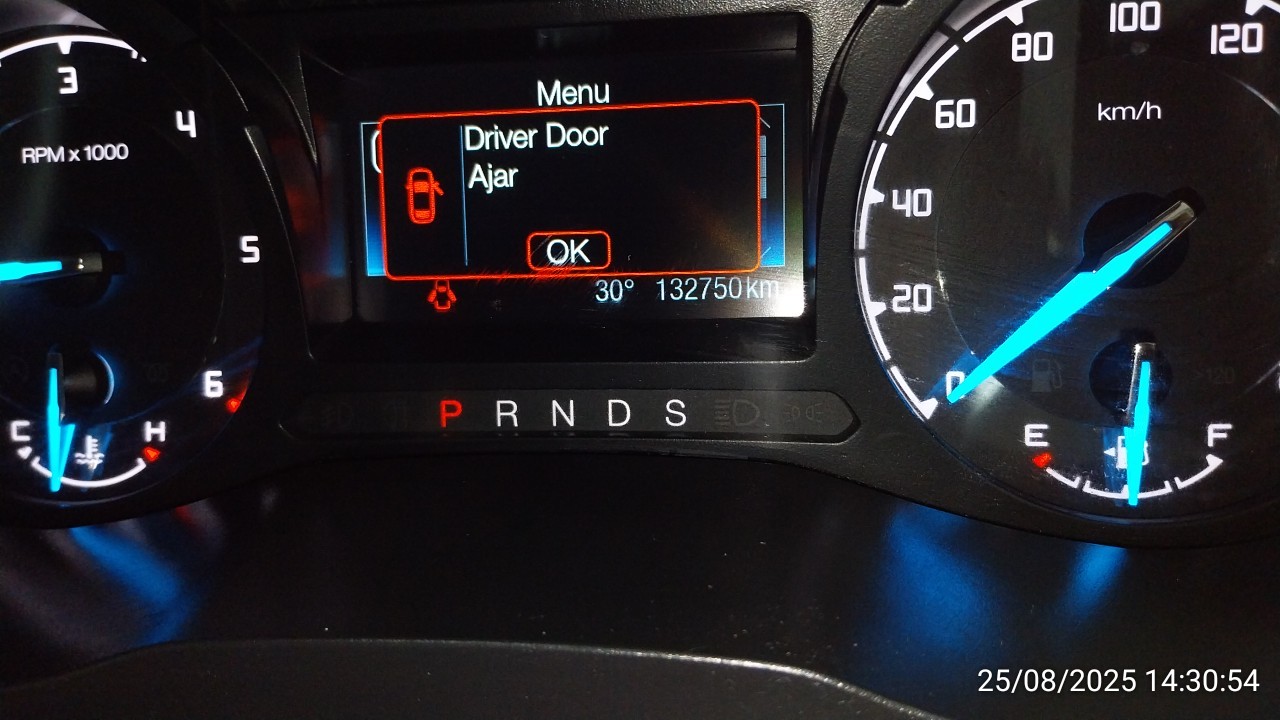 3
4
5
6
RPM x 1000
C
H
Menu
Driver Door
Ajar
OK
30° 132750 km
P R N D S
0
20
40
60
80
100
120
km/h
E
F
25/08/2025 14:30:54